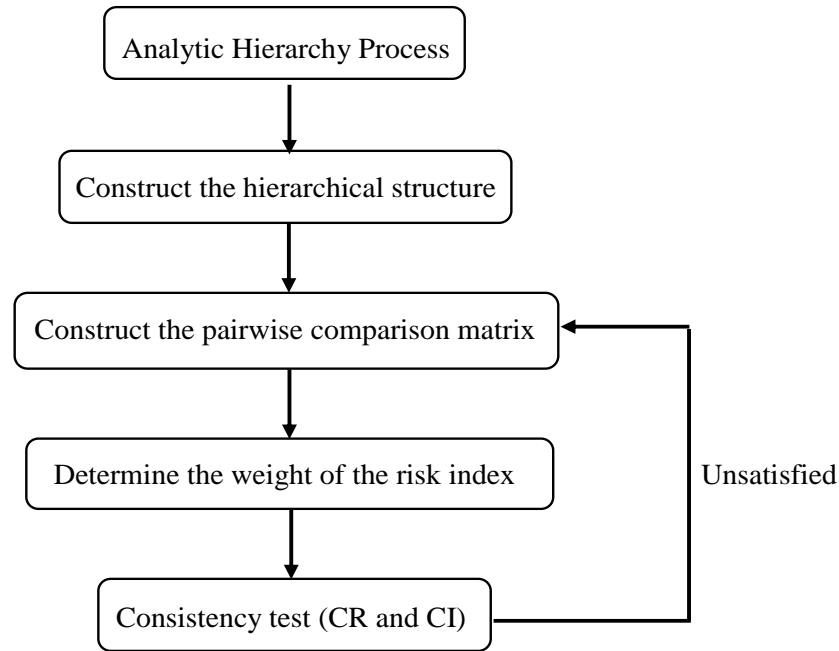 Analytic Hierarchy Process
Construct the hierarchical structure
Construct the pairwise comparison matrix
Determine the weight of the risk index
Unsatisfied
Consistency test (CR and CI)